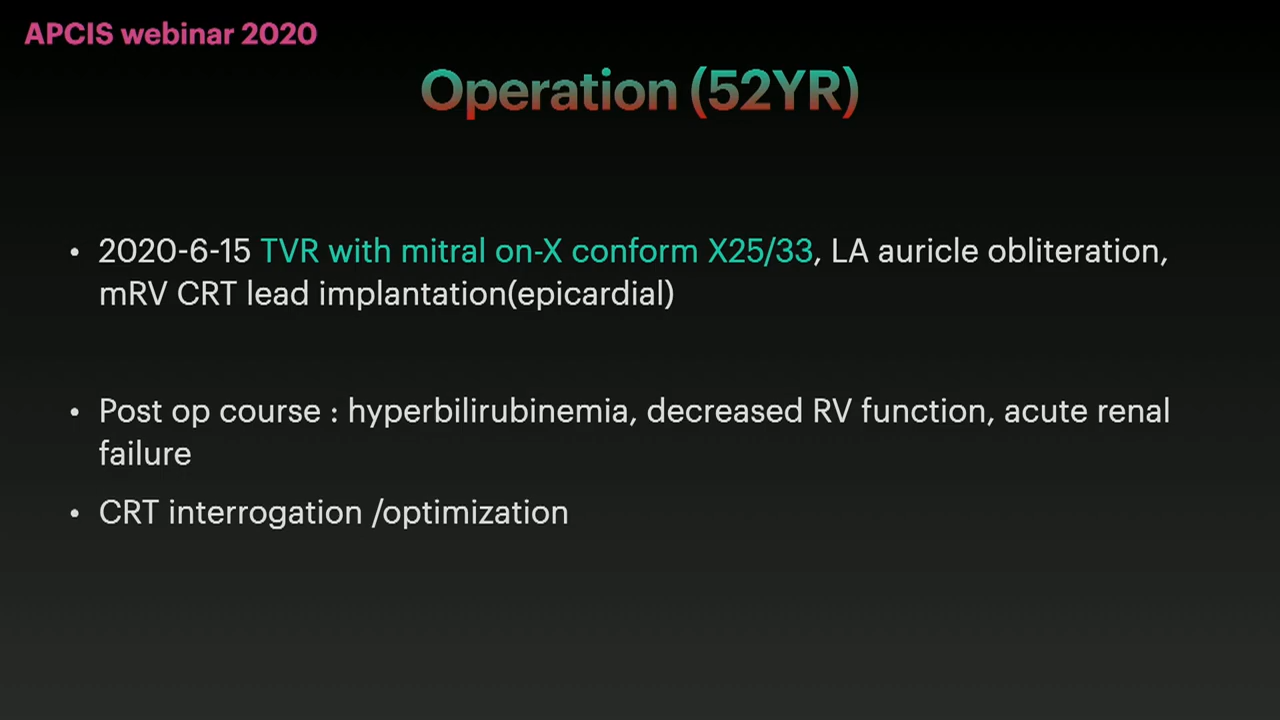 APCIS webinar 2020
Operation (52YR)
• 2020-6-15 TVR with mitral on-X conform X25/33, LA auricle obliteration,
mRV CRT lead implantation(epicardial)
• Post op course : hyperbilirubinemia, decreased RV function, acute renal
failure
• CRT interrogation /optimization